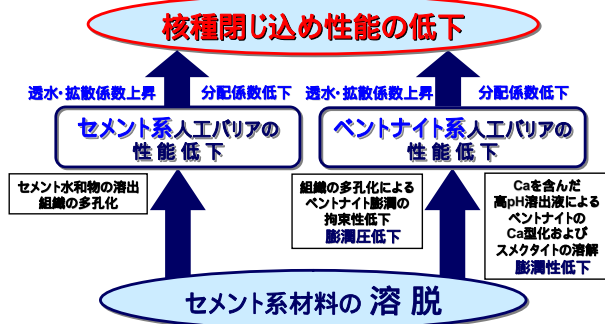 核種閉じ込め性能の低下
透水・拡散係数上昇 分配係数低下 透水・拡散係数上昇 分配係数低下
セメント系人工バリアの
性能低下
ベントナイト系人工バリアの
性能低下
セメント水和物の溶出
組織の多孔化
組織の多孔化による
ベントナイト膨潤の
拘束性低下
膨潤圧低下
Caを含んだ
高pH溶出液による
ベントナイトの
Ca型化および
スメクタイトの溶解
膨潤性低下
セメント系材料の 溶 脱